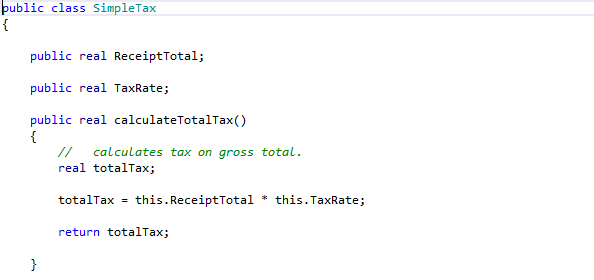 public class SimpleTax
{
public real ReceiptTotal;
public real TaxRate;
public real calculateTotalTax()
{
//   calculates tax on gross total.
real totalTax;
totalTax = this.ReceiptTotal * this.TaxRate;
return totalTax;
}